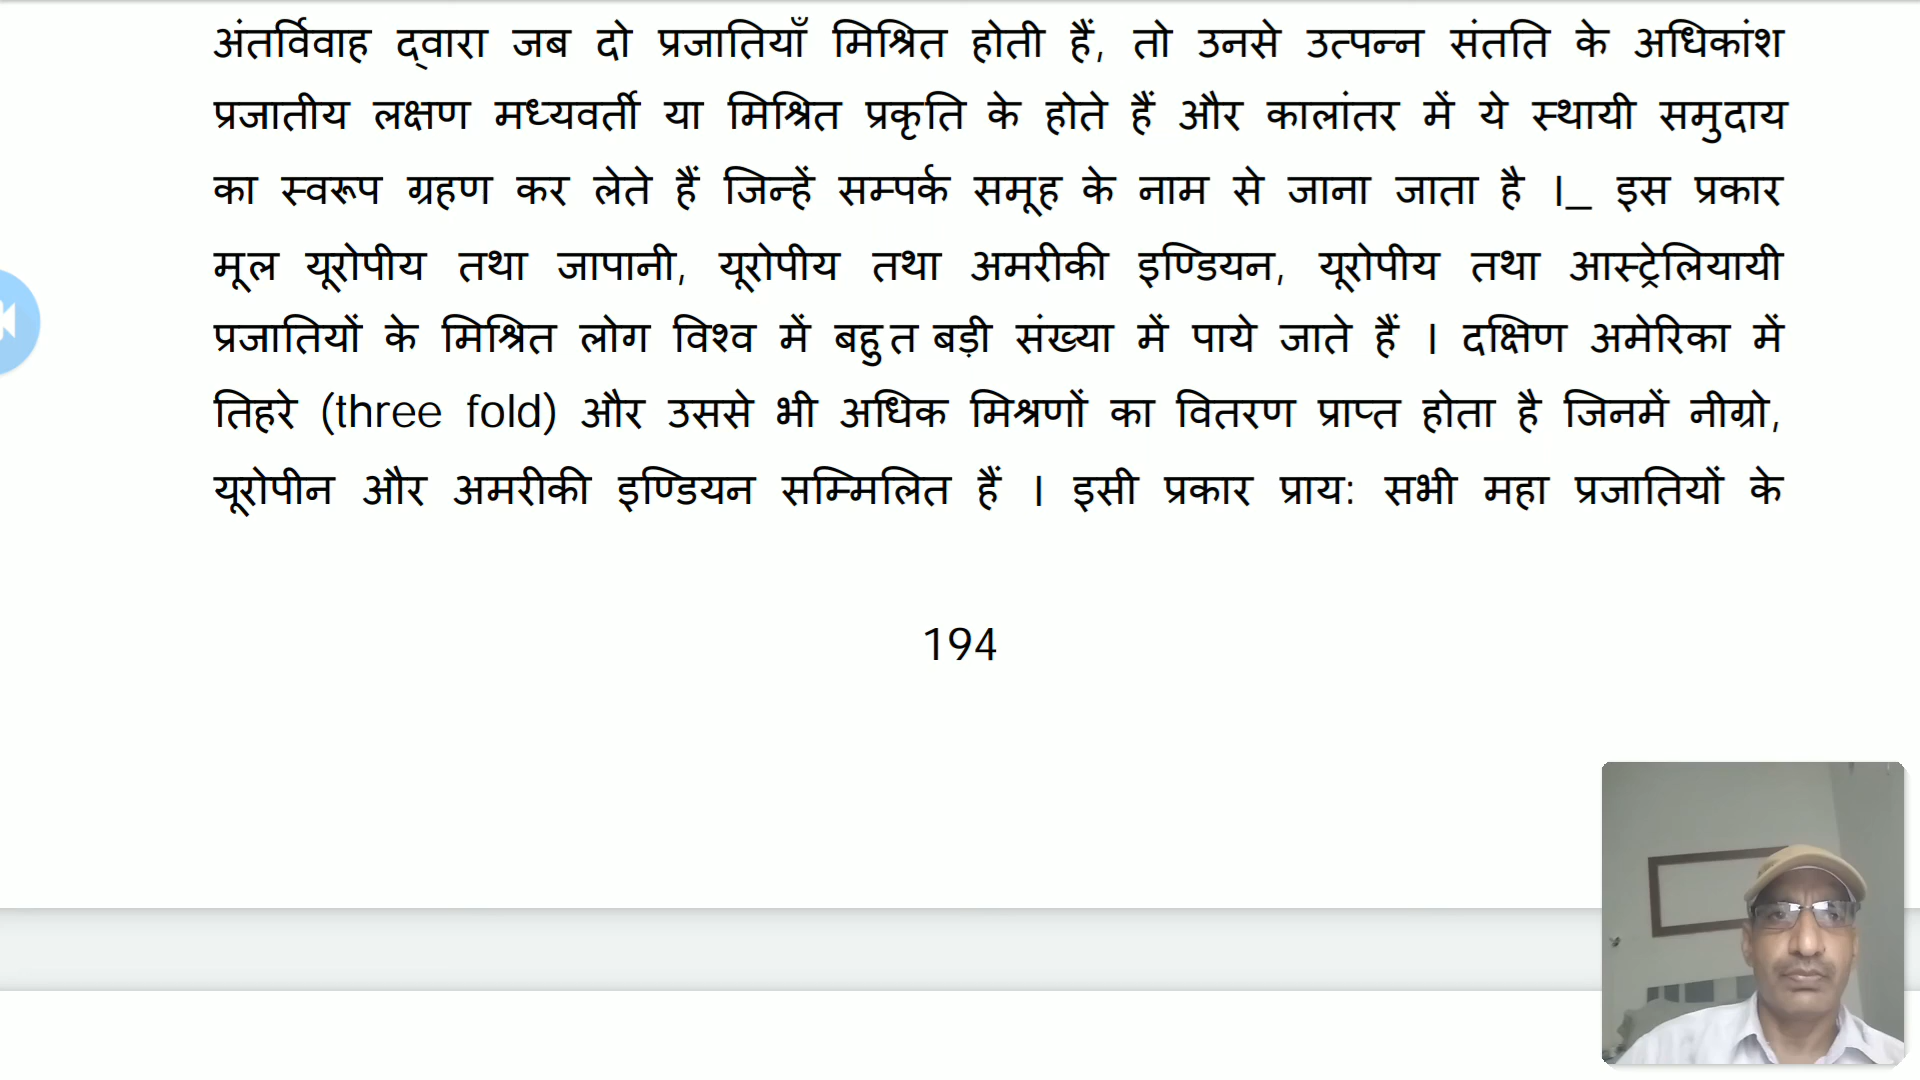 अंतर्विवाह द्वारा जब दो प्रजातियाँ मिश्रित होती हैं, तो उनसे उत्पन्न संतति के अधिकांश
प्रजातीय लक्षण मध्यवर्ती या मिश्रित प्रकृति के होते हैं और कालांतर में ये स्थायी समुदाय
का स्वरूप ग्रहण कर लेते हैं जिन्हें सम्पर्क समूह के नाम से जाना जाता है ।_ इस प्रकार
मूल यूरोपीय तथा जापानी, यूरोपीय तथा अमरीकी इण्डियन, यूरोपीय तथा आस्ट्रेलियायी
प्रजातियों के मिश्रित लोग विश्व में बहुत बड़ी संख्या में पाये जाते हैं । दक्षिण अमेरिका में
तिहरे (three fold) और उससे भी अधिक मिश्रणों का वितरण प्राप्त होता है जिनमें नीग्रो,
यूरोपीन और अमरीकी इण्डियन सम्मिलित हैं । इसी प्रकार प्राय: सभी महा प्रजातियों के
194